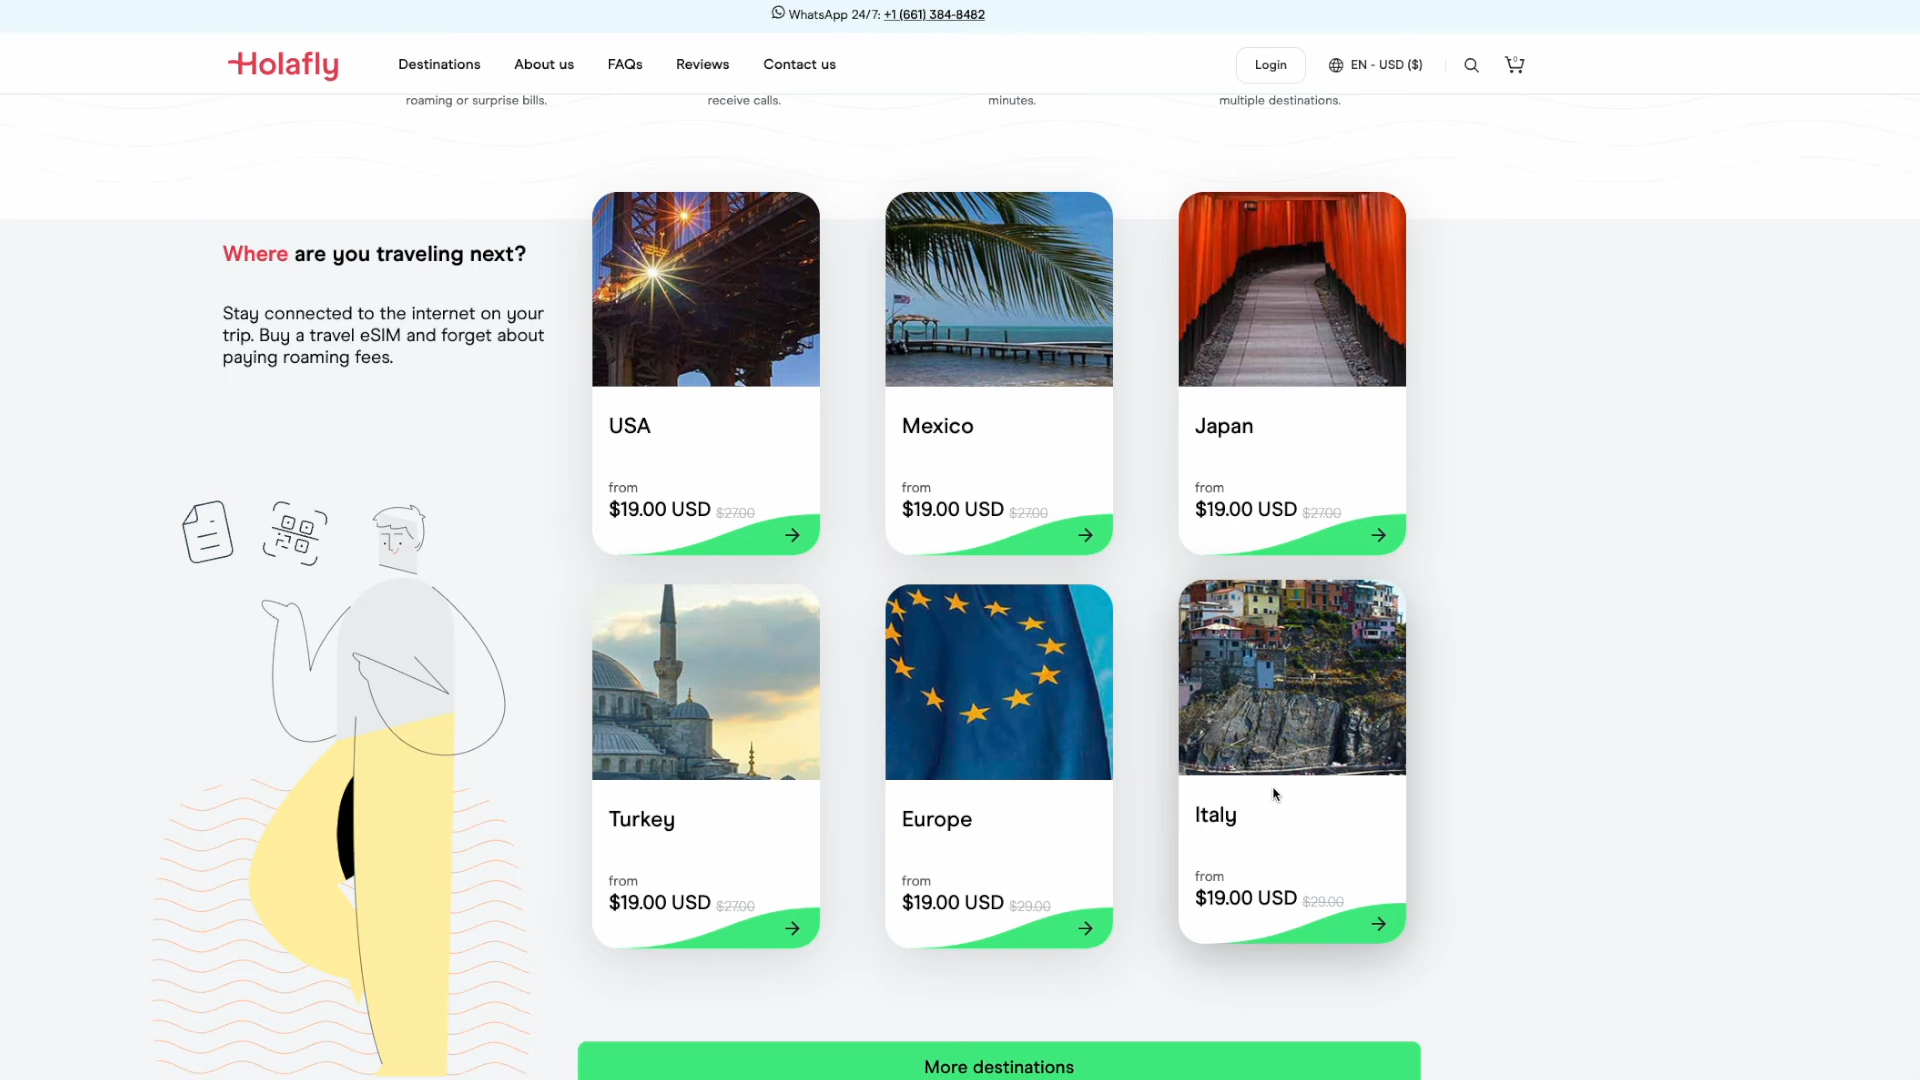 WhatsApp 24/7: +1 (661) 384-8482
Holafly
Destinations
About us
FAQs
Reviews
Contact us
Login
EN - USD ($)
0
roaming or surprise bills.
receive calls.
minutes.
multiple destinations.
Where are you traveling next?
Stay connected to the internet on your
trip. Buy a travel eSIM and forget about
paying roaming fees.
USA
from
$19.00 USD $27.00
Mexico
from
$19.00 USD $27.00
Japan
from
$19.00 USD $27.00
Turkey
from
$19.00 USD $27.00
Europe
from
$19.00 USD $29.00
Italy
from
$19.00 USD $29.00
More destinations